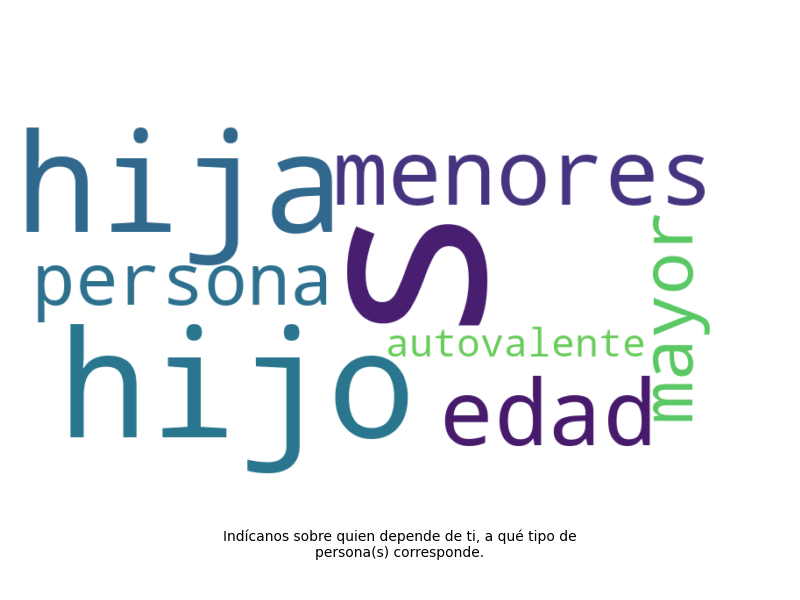 hija
menores
s
persona
mayor
autovalente
hijo
edad
Indícanos sobre quien depende de ti, a qué tipo de
persona(s) corresponde.